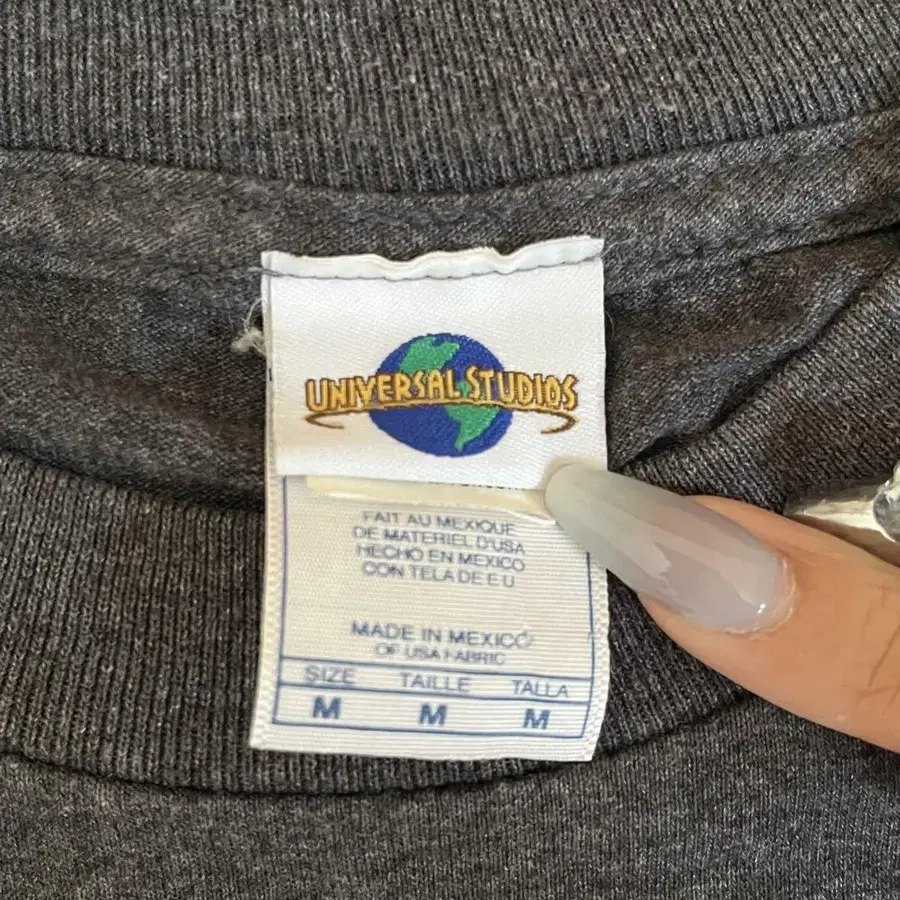 UNIVERSAL STUDIOS
FAIT AU MEXIQUE
DE MATERIEL D'USA
HECHO EN MEXICO
CON TELA DE E U
MADE IN MEXICO
OF USA FABRIC
SIZE TAILLE TALLA
M M M